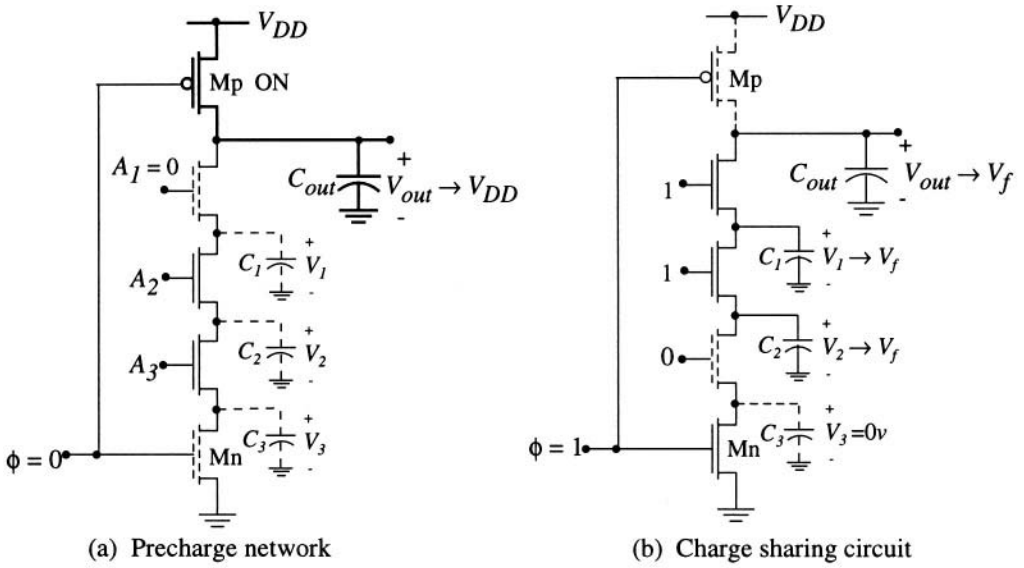 V_DD
Mp ON
A_1 = 0
C_out
+
V_out → V_DD
-
A_2
C_1
+
V_1
-
A_3
C_2
+
V_2
-
C_3
+
V_3
-
ϕ = 0
Mn
(a) Precharge network
V_DD
Mp
1
C_out
+
V_out → V_f
-
1
C_1
+
V_1 → V_f
-
0
C_2
+
V_2 → V_f
-
C_3
+
V_3 =0v
-
ϕ = 1
Mn
(b) Charge sharing circuit